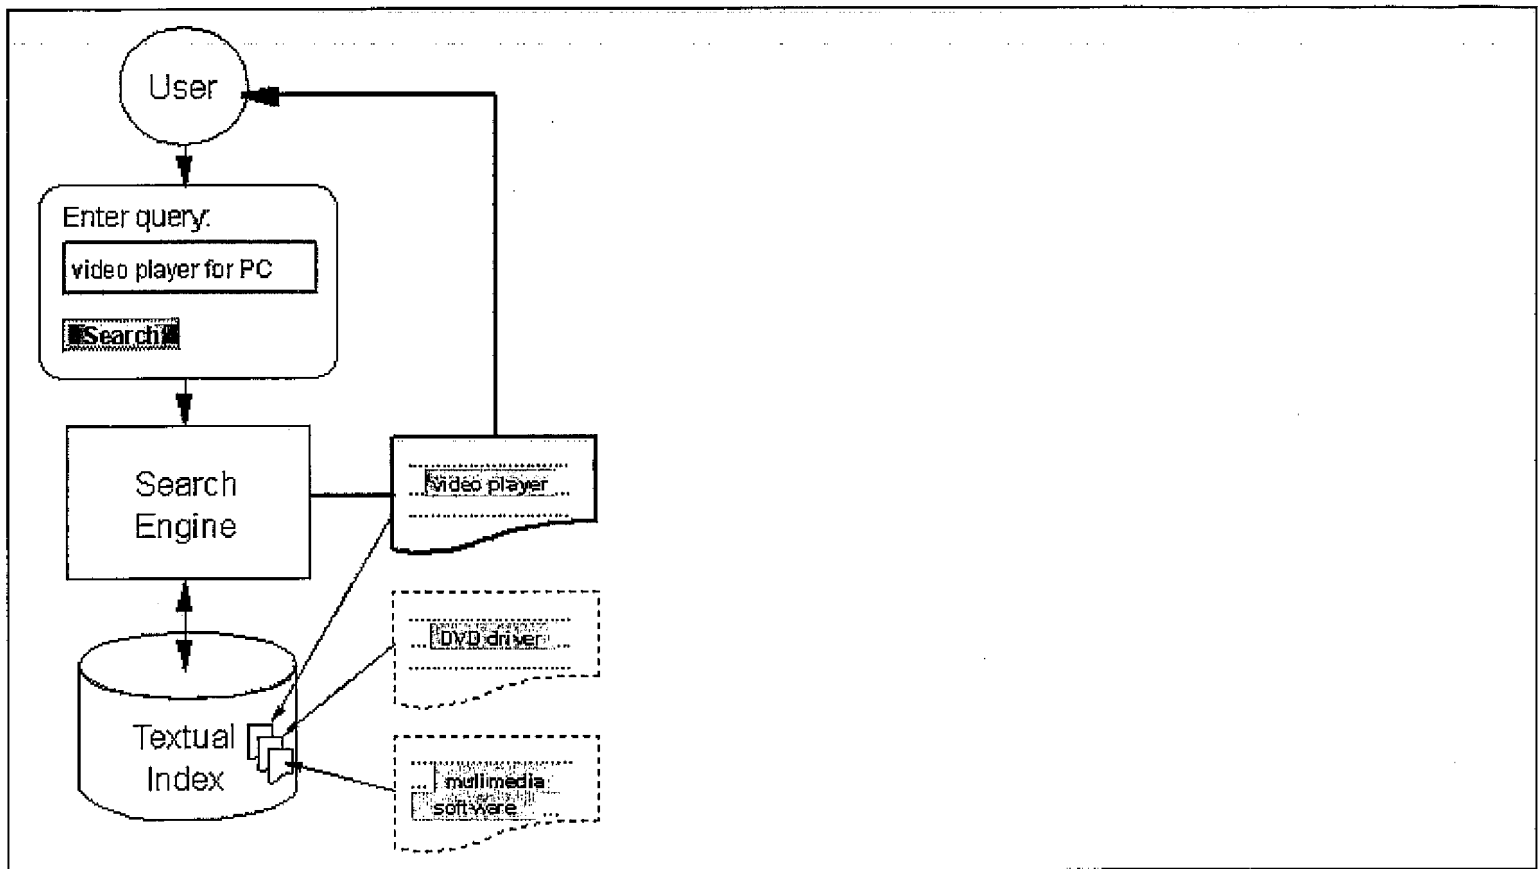 User
Enter query:
video player for PC
Search
Search
Engine
video player
DVD driver
Textual
Index
... multimedia
software ...